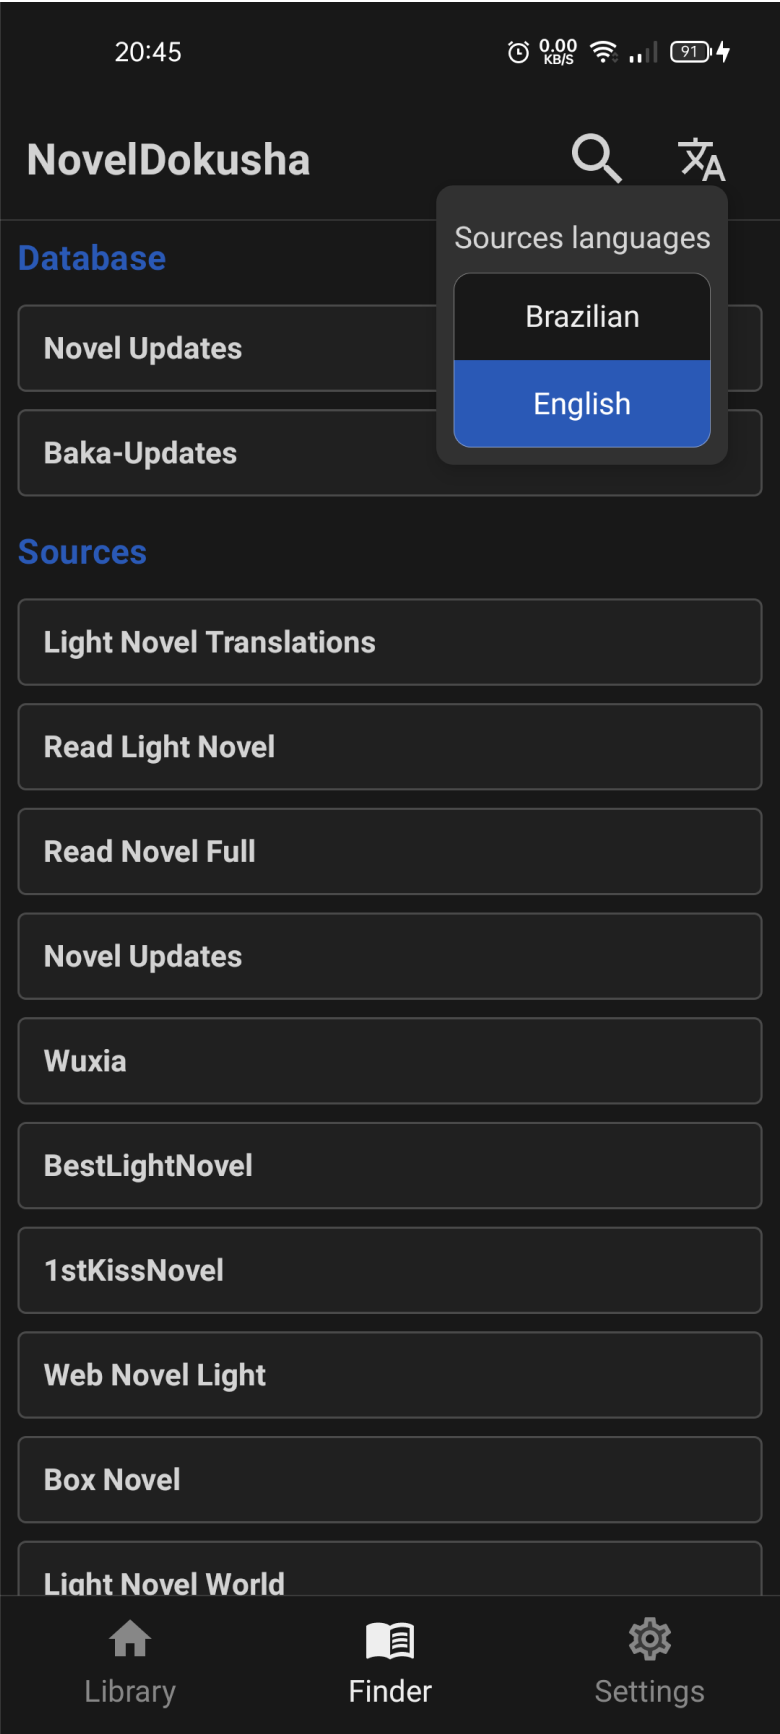 20:45
0.00
KB/S
91
NovelDokusha
Sources languages
Brazilian
English
Database
Novel Updates
Baka-Updates
Sources
Light Novel Translations
Read Light Novel
Read Novel Full
Novel Updates
Wuxia
BestLightNovel
1stKissNovel
Web Novel Light
Box Novel
Light Novel World
Library
Finder
Settings